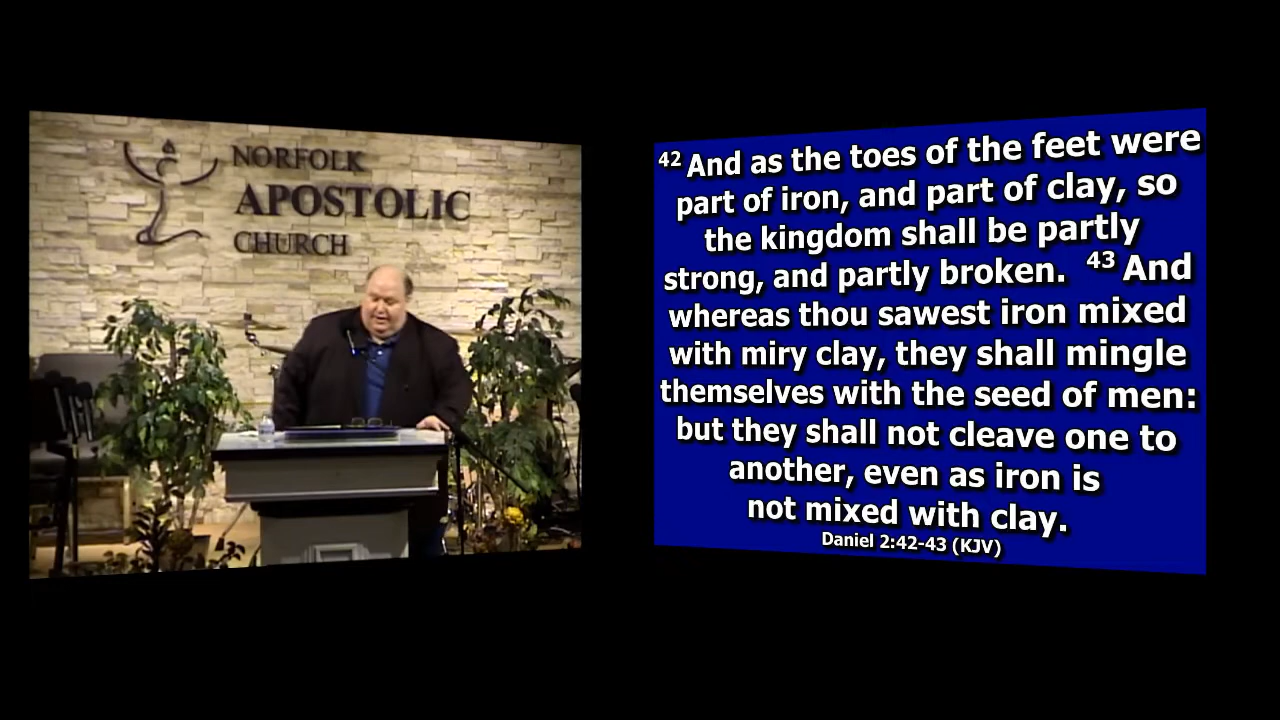 NORFOLK
APOSTOLIC
CHURCH
42 And as the toes of the feet were
part of iron, and part of clay, so
the kingdom shall be partly
strong, and partly broken. 43 And
whereas thou sawest iron mixed
with miry clay, they shall mingle
themselves with the seed of men:
but they shall not cleave one to
another, even as iron is
not mixed with clay.
Daniel 2:42-43 (KJV)